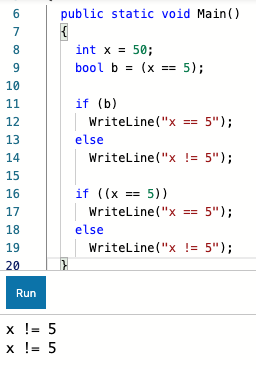 6 public static void Main()
7 {
8 int x = 50;
9 bool b = (x == 5);
10
11 if (b)
12 WriteLine("x == 5");
13 else
14 WriteLine("x != 5");
15
16 if ((x == 5))
17 WriteLine("x == 5");
18 else
19 WriteLine("x != 5");
20 }
Run
x != 5
x != 5